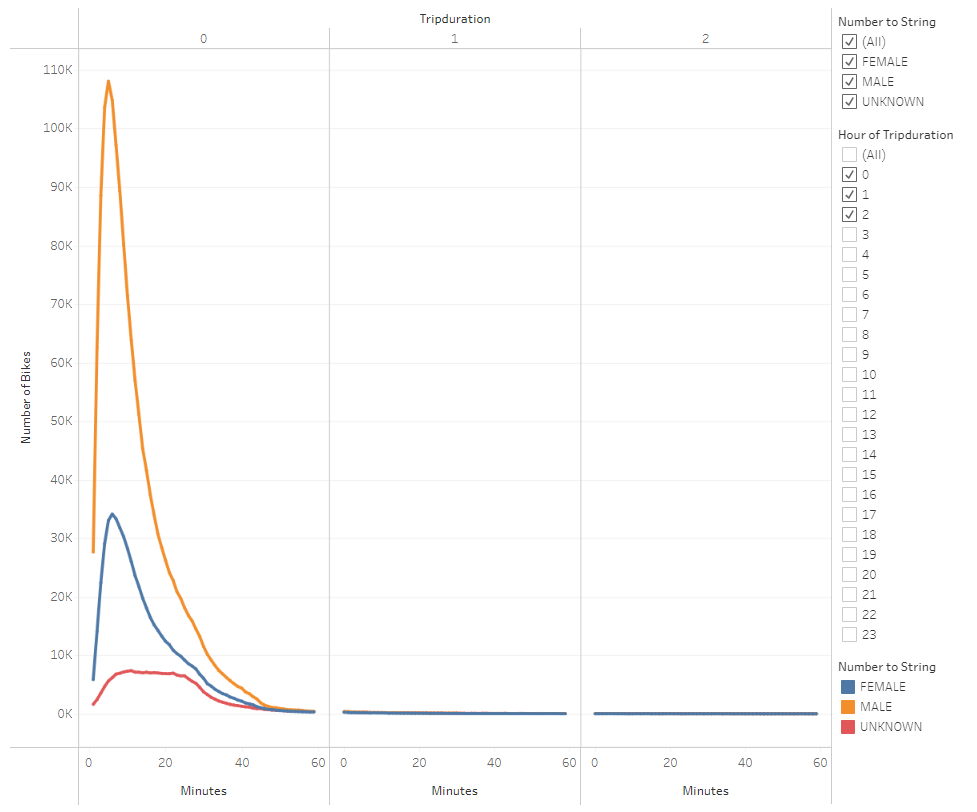 Tripduration
0 1 2
110K
100K
90K
80K
70K
60K
50K
40K
30K
20K
10K
0K
Number of Bikes
0 20 40 60 0 20 40 60 0 20 40 60
Minutes Minutes Minutes
Number to String
(All)
FEMALE
MALE
UNKNOWN
Hour of Tripduration
(All)
0
1
2
3
4
5
6
7
8
9
10
11
12
13
14
15
16
17
18
19
20
21
22
23
Number to String
FEMALE
MALE
UNKNOWN